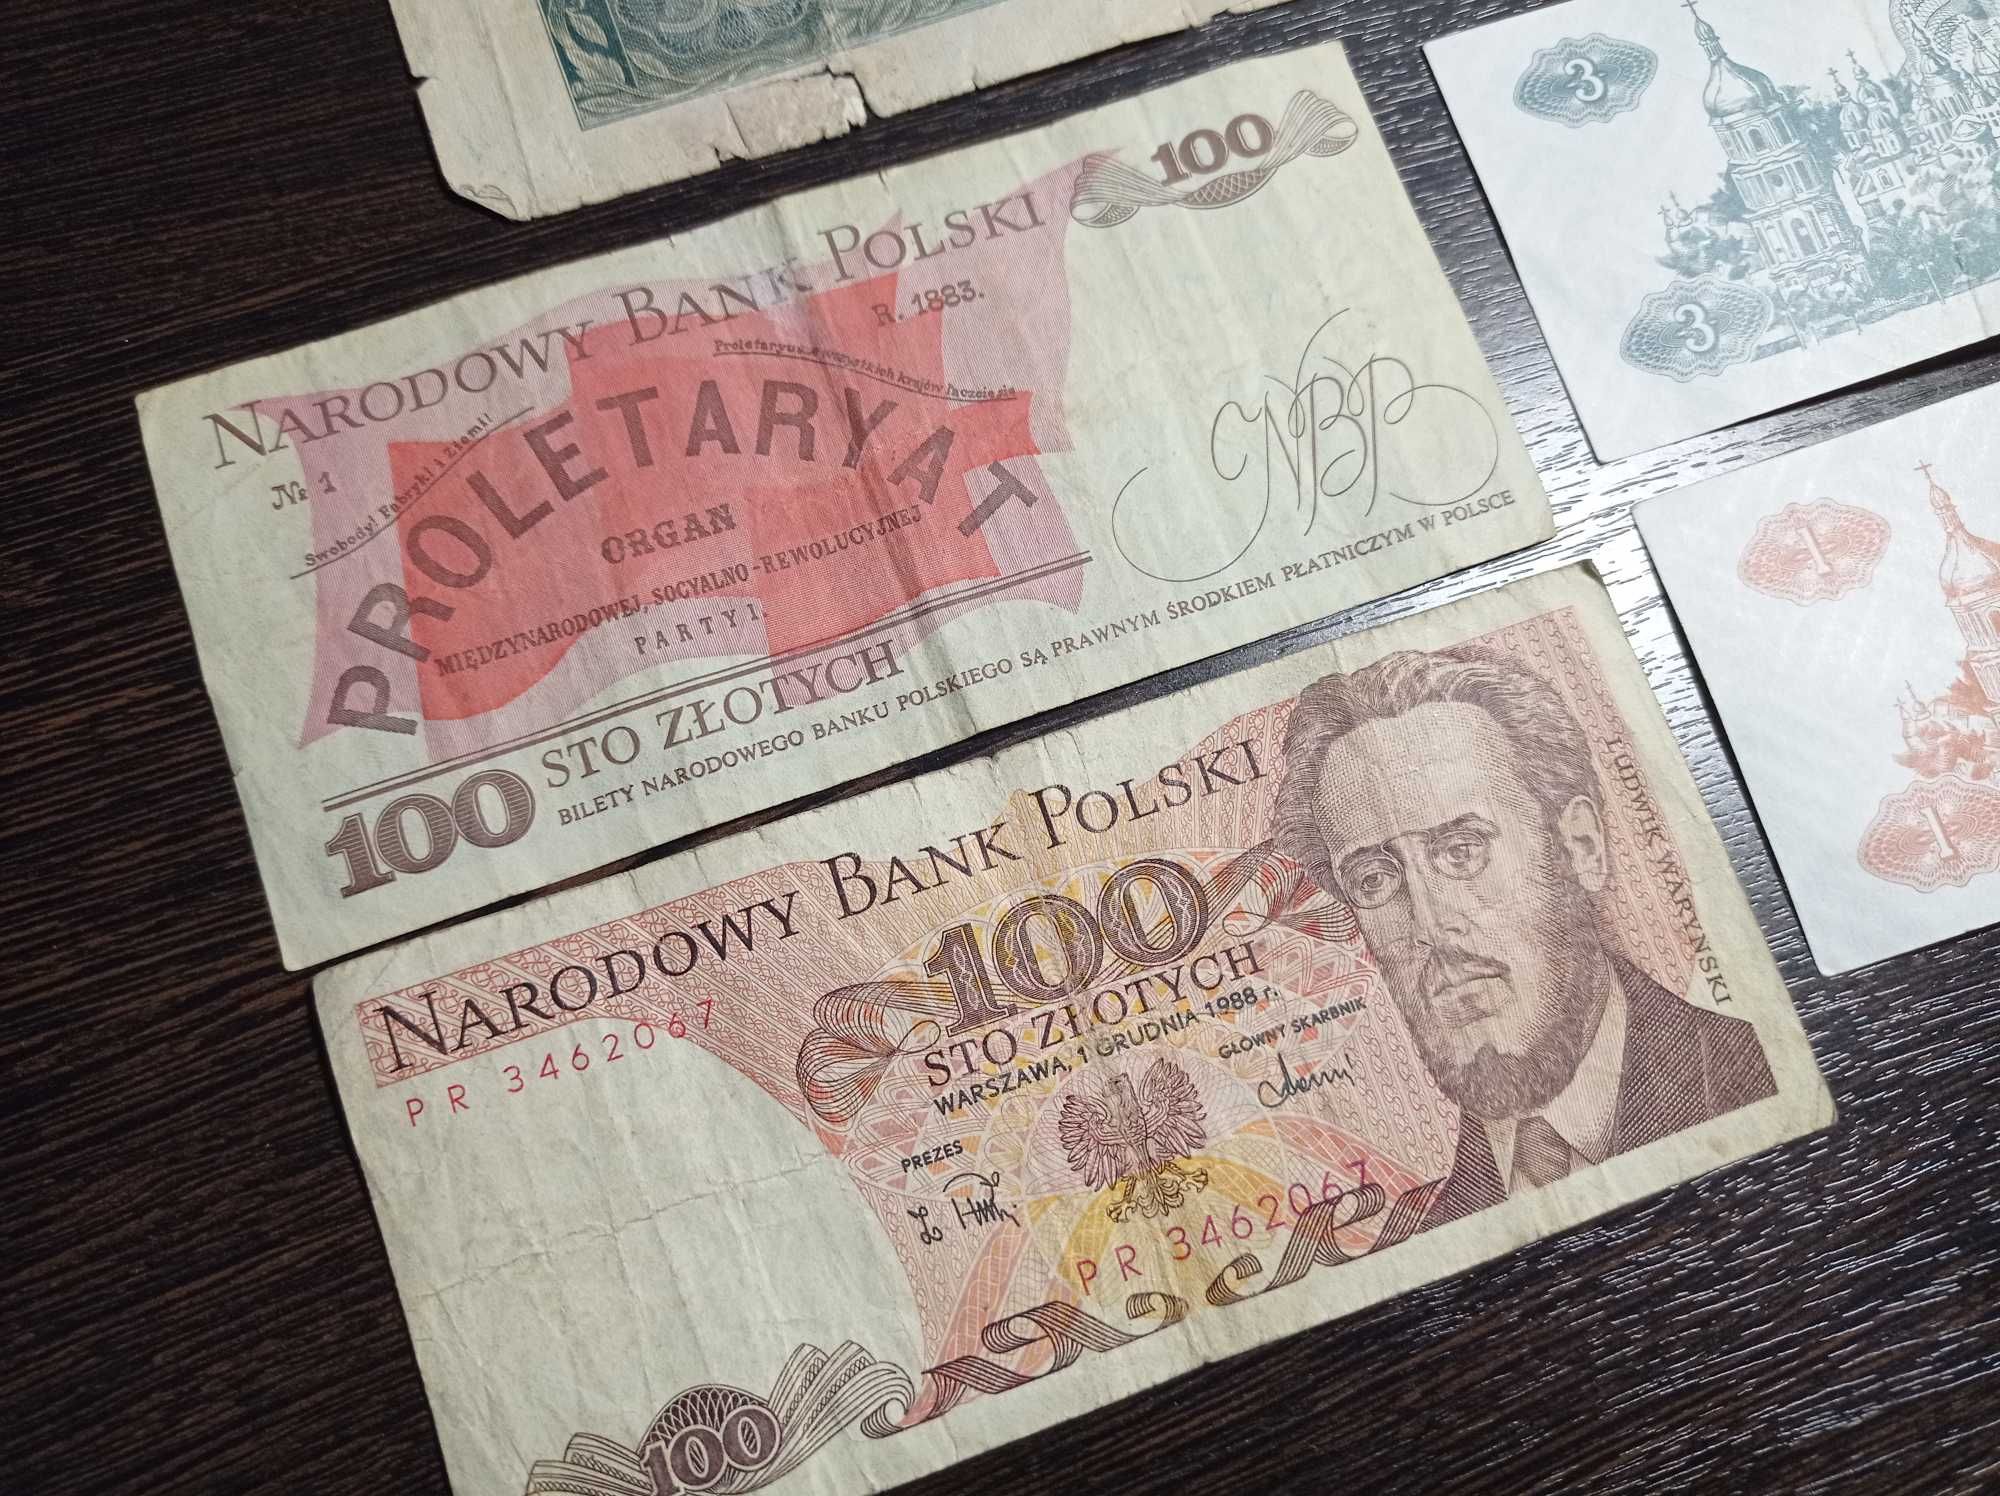 100
NARODOWY BANK POLSKI
R. 1883.
№ 1
Swobody! Fabryki i Ziemki!
Proletaryusze wszystkich krajów łączcie się
PROLETARYAT
ORGAN
MIĘDZYNARODOWEJ, SOCYALNO-REWOLUCYJNEJ
PARTYI.
NBP
100 STO ZŁOTYCH
BILETY NARODOWEGO BANKU POLSKIEGO SĄ PRAWNYM ŚRODKIEM PŁATNICZYM W POLSCE
NARODOWY BANK POLSKI
PR 3462067
100
STO ZŁOTYCH
WARSZAWA, 1 GRUDNIA 1988 r.
GŁÓWNY SKARBNIK
PREZES
PR 3462067
100
LUDWIK WARYŃSKI
3
3
1
1